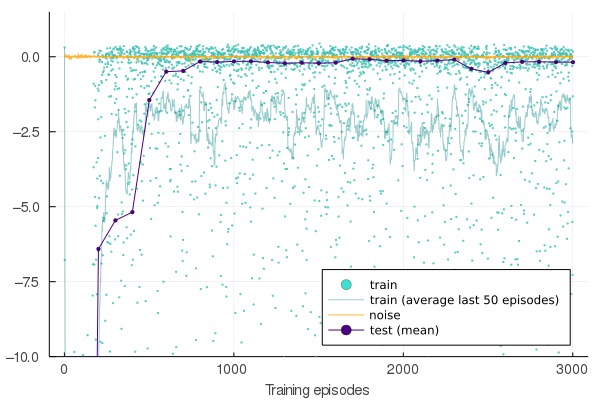 0.0
−2.5
−5.0
−7.5
−10.0
0
1000
2000
3000
Training episodes
train
train (average last 50 episodes)
noise
test (mean)